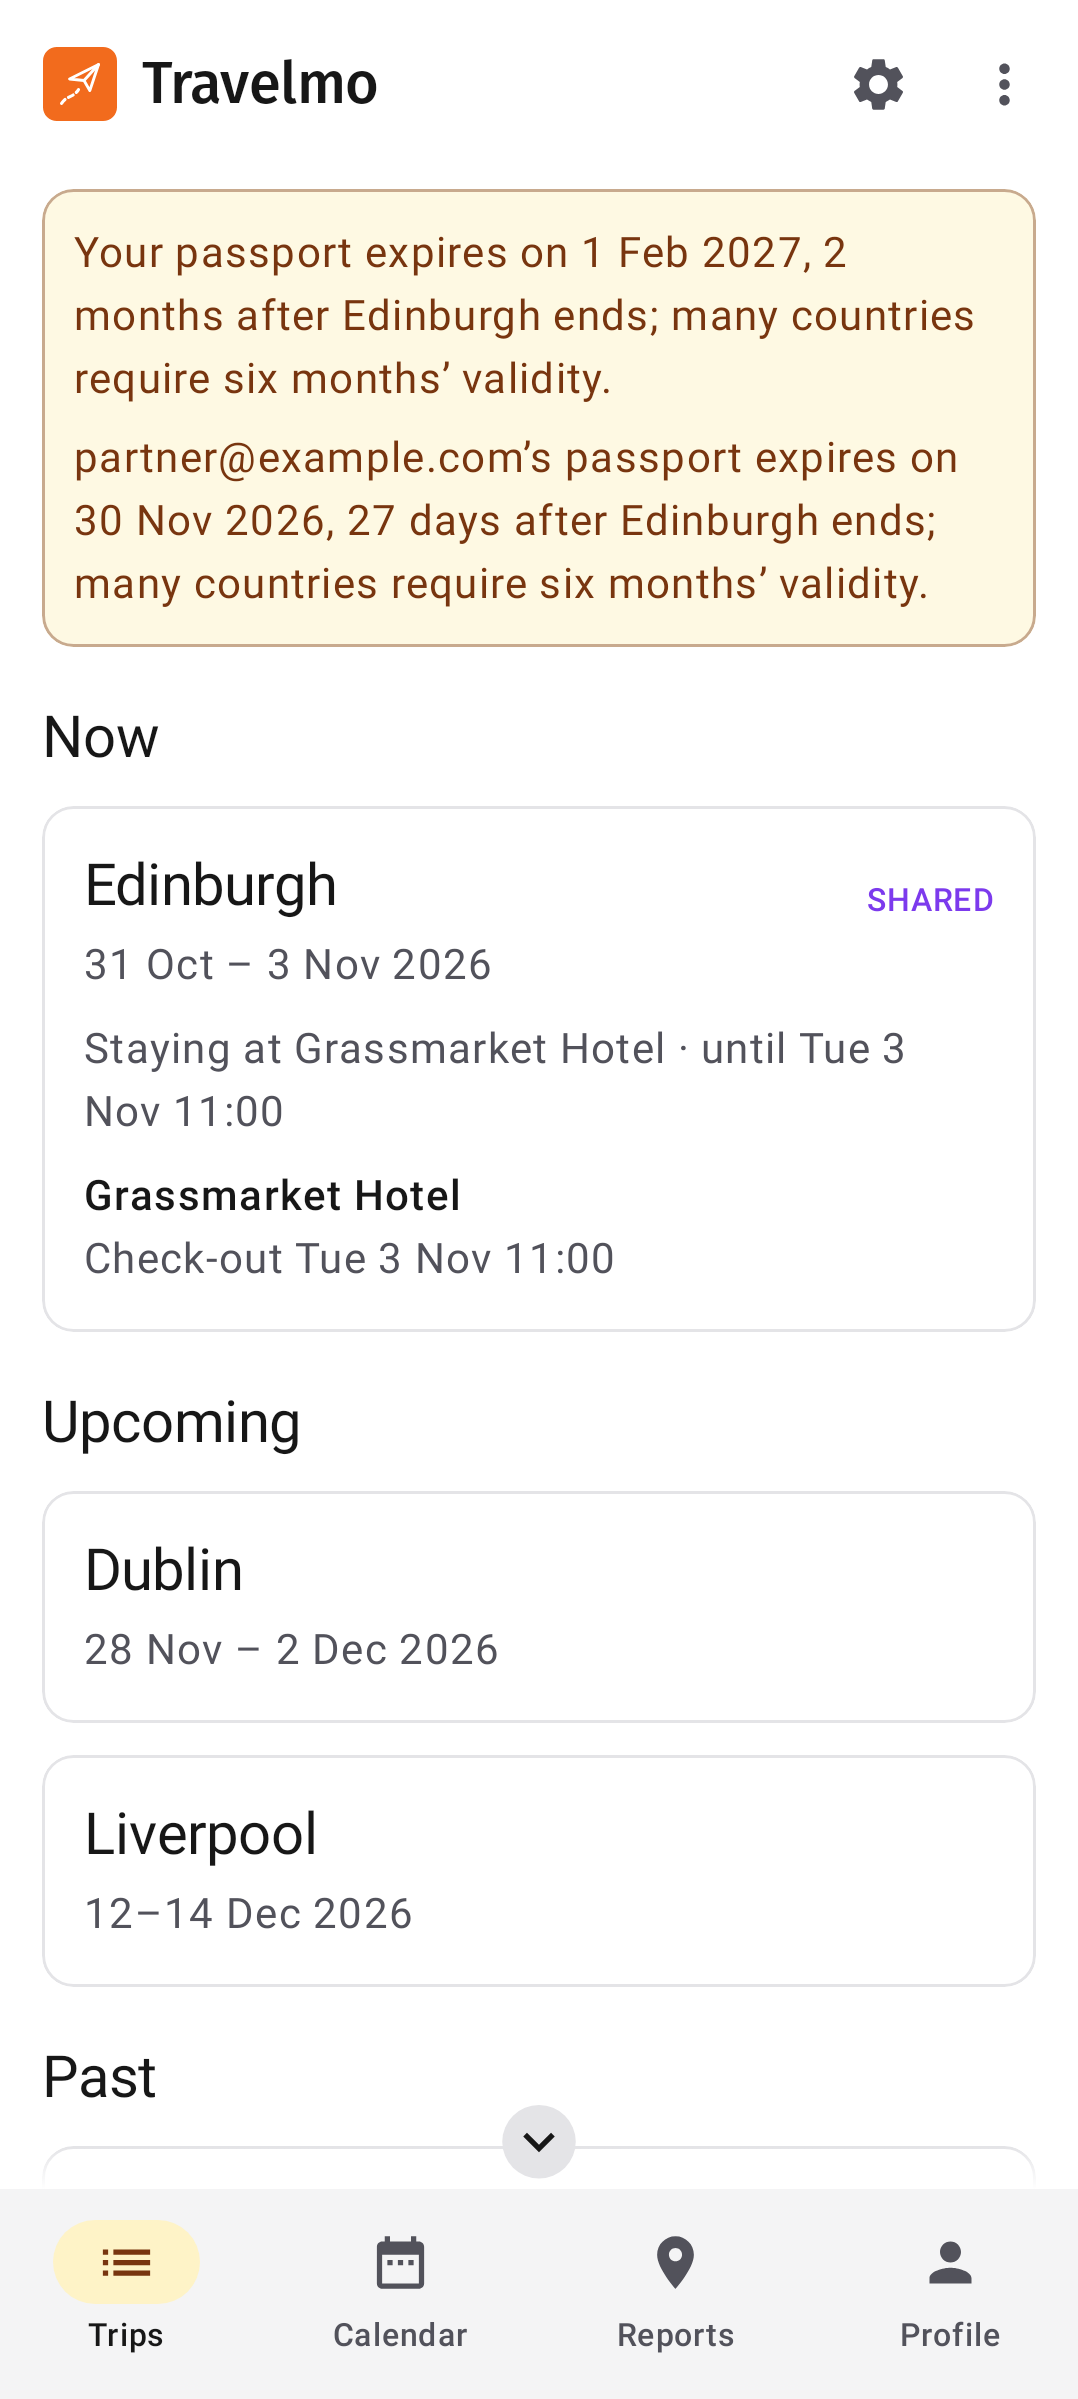 Travelmo
Your passport expires on 1 Feb 2027, 2
months after Edinburgh ends; many countries
require six months’ validity.
partner@example.com’s passport expires on
30 Nov 2026, 27 days after Edinburgh ends;
many countries require six months’ validity.
Now
Edinburgh
SHARED
31 Oct – 3 Nov 2026
Staying at Grassmarket Hotel · until Tue 3
Nov 11:00
Grassmarket Hotel
Check-out Tue 3 Nov 11:00
Upcoming
Dublin
28 Nov – 2 Dec 2026
Liverpool
12–14 Dec 2026
Past
Trips
Calendar
Reports
Profile